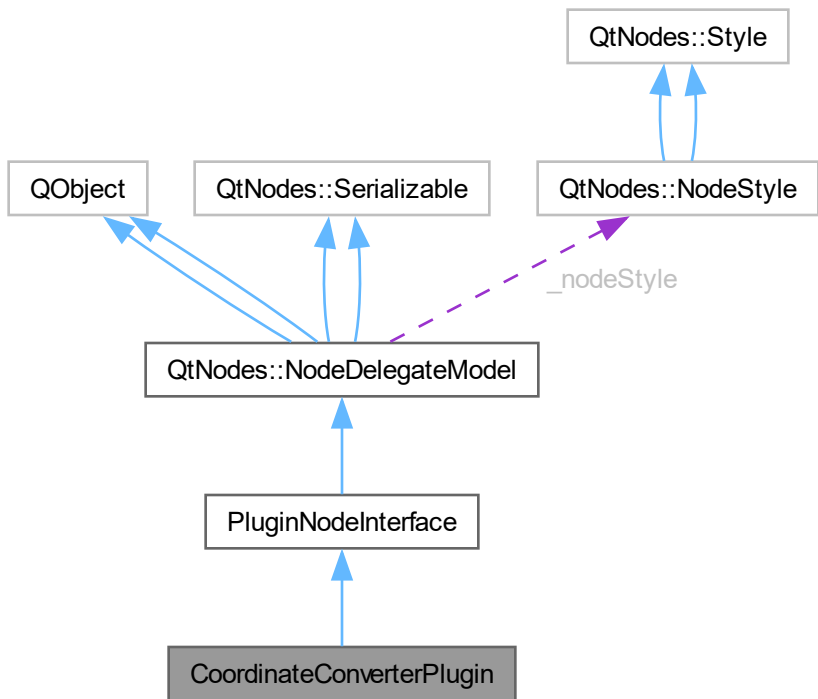 QtNodes::Style
QObject
QtNodes::Serializable
QtNodes::NodeStyle
_nodeStyle
QtNodes::NodeDelegateModel
PluginNodeInterface
CoordinateConverterPlugin